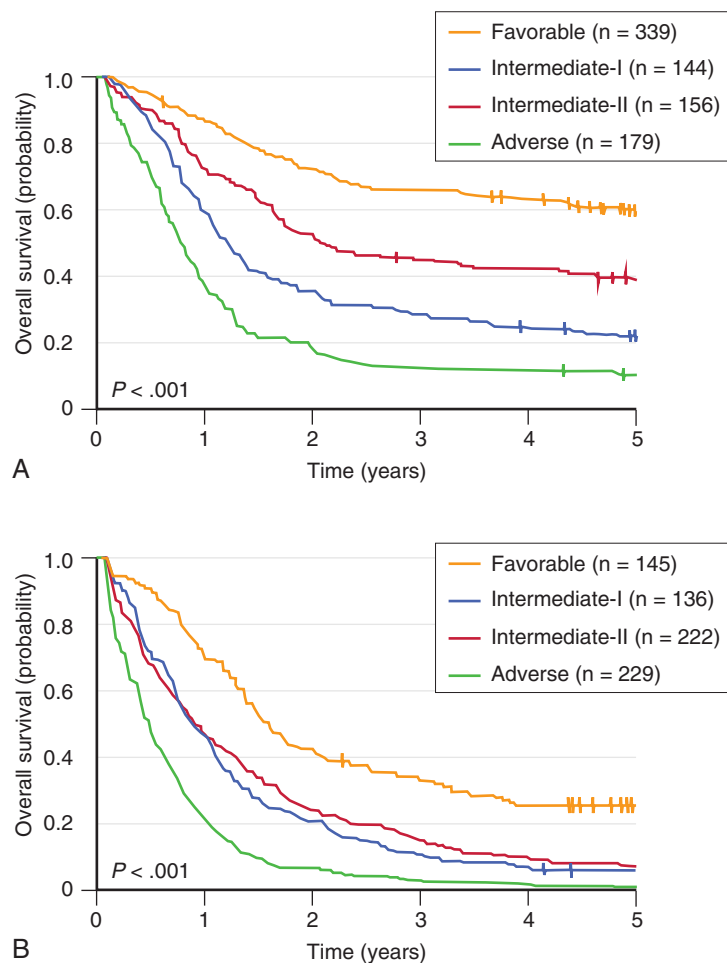 Favorable (n = 339)
Intermediate-I (n = 144)
Intermediate-II (n = 156)
Adverse (n = 179)
Overall survival (probability)
1.0
0.8
0.6
0.4
0.2
0
P < .001
0 1 2 3 4 5
Time (years)
A
Favorable (n = 145)
Intermediate-I (n = 136)
Intermediate-II (n = 222)
Adverse (n = 229)
Overall survival (probability)
1.0
0.8
0.6
0.4
0.2
0
P < .001
0 1 2 3 4 5
Time (years)
B